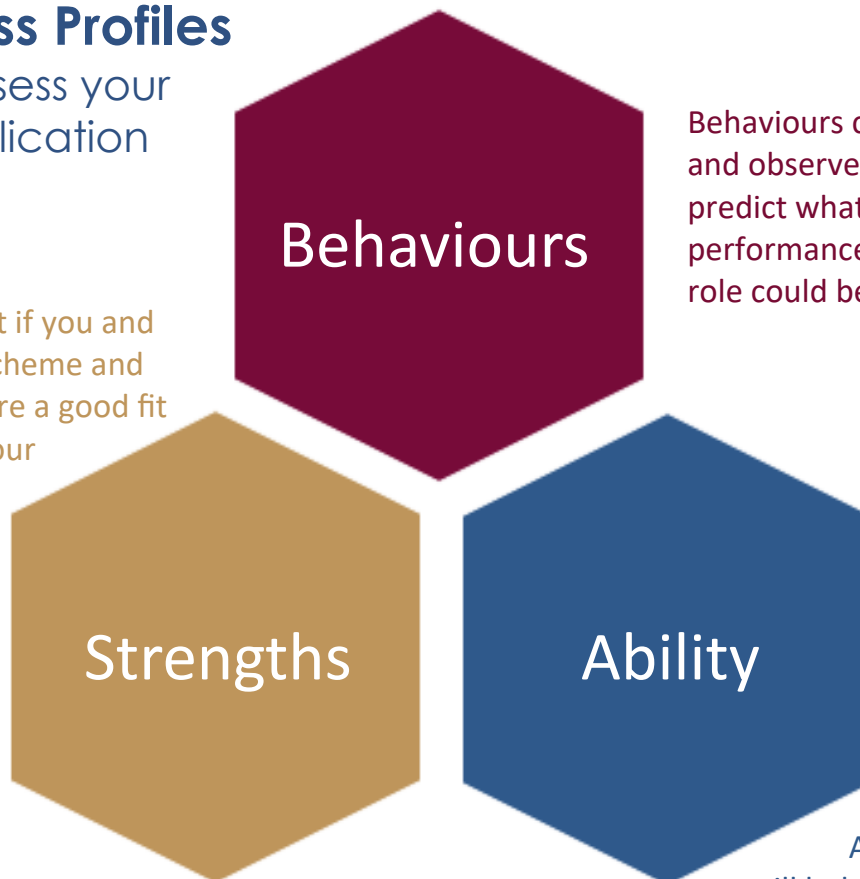 ss Profiles
sess your
lication
Behaviours
Behaviours
and observe
predict what
performance
role could be
t if you and
cheme and
re a good fit
our
Strengths
Ability
A